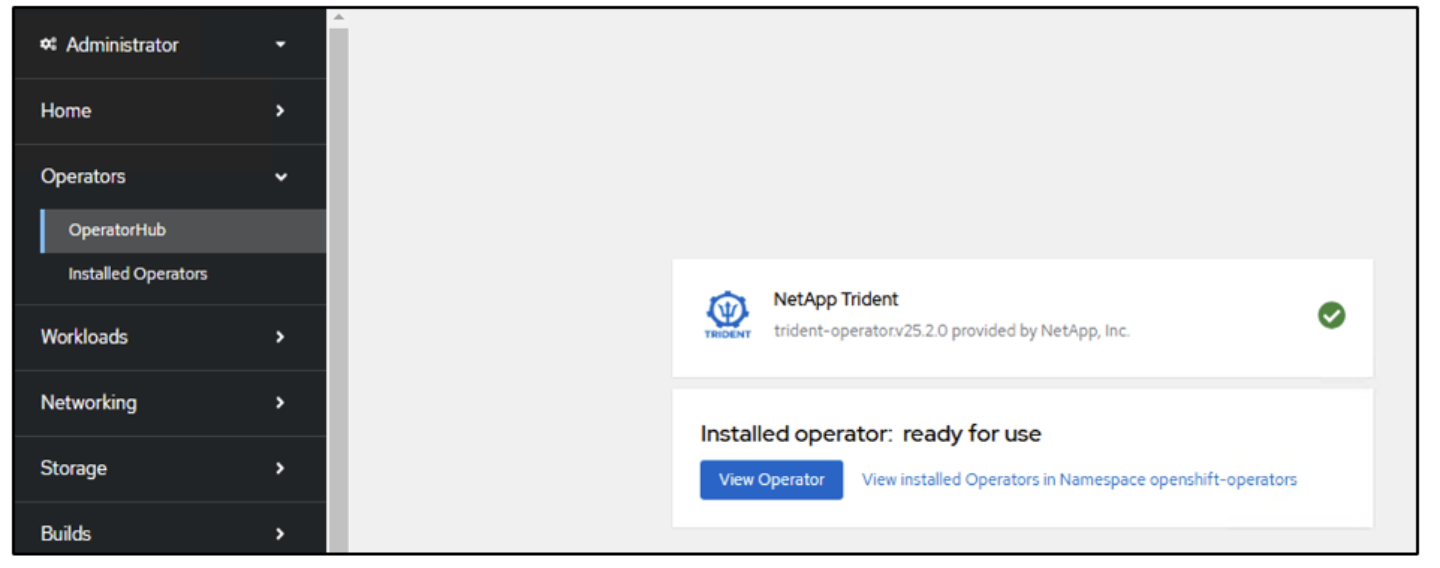 Administrator
Home
Operators
OperatorHub
Installed Operators
Workloads
Networking
Storage
Builds
TRIDENT
NetApp Trident
trident-operator.v25.2.0 provided by NetApp, Inc.
Installed operator: ready for use
View Operator
View installed Operators in Namespace openshift-operators